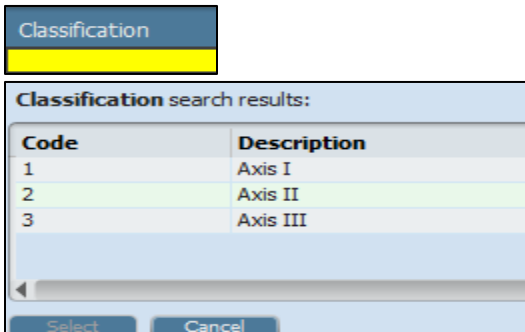 Classification
Classification search results:
Code Description
1 Axis I
2 Axis II
3 Axis III
Select Cancel